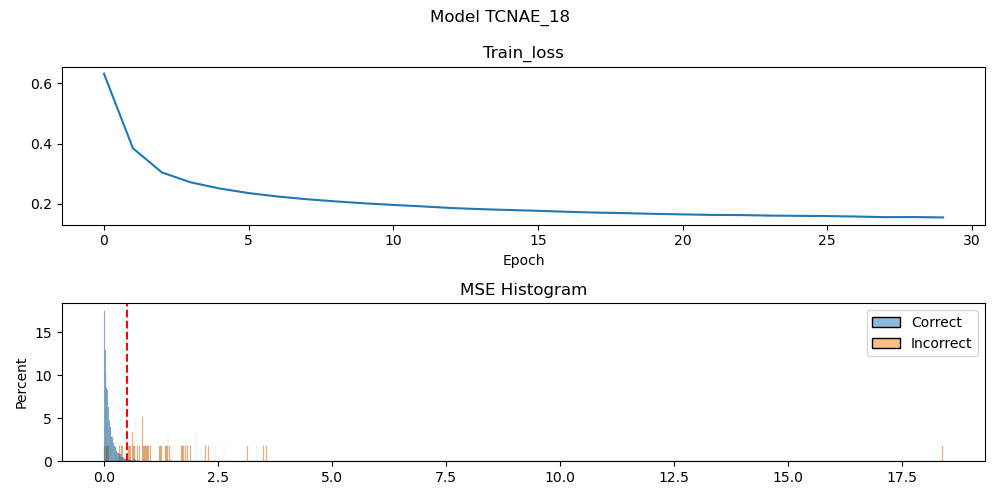 Model TCNAE_18
Train_loss
0.6
0.4
0.2
0 5 10 15 20 25 30
Epoch
MSE Histogram
Correct
Incorrect
Percent
15
10
5
0
0.0 2.5 5.0 7.5 10.0 12.5 15.0 17.5